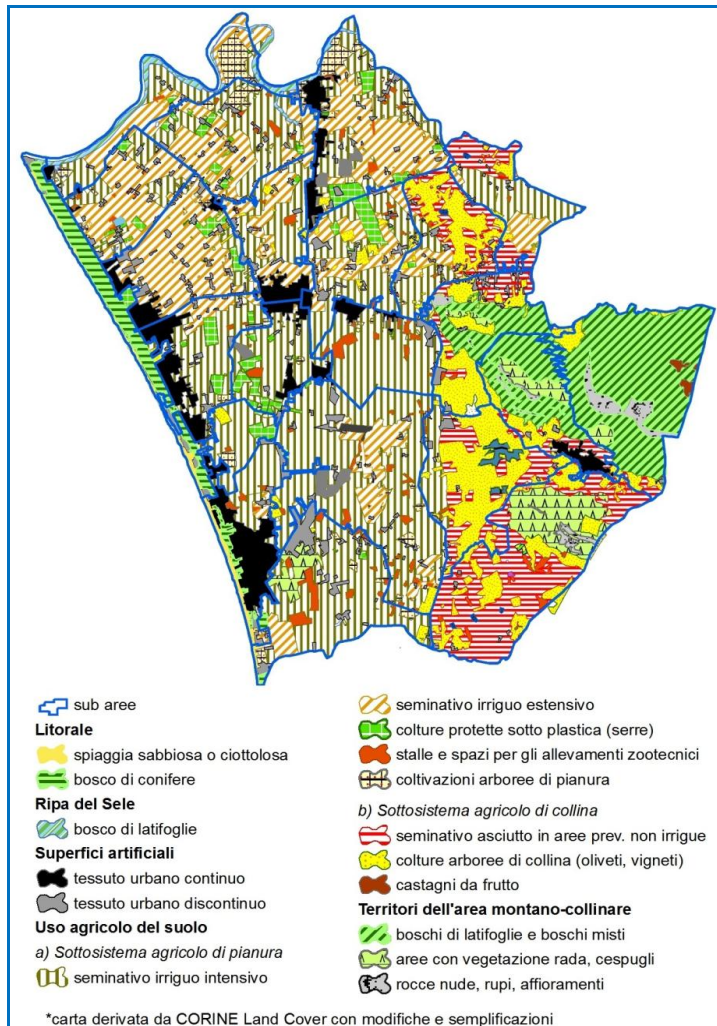 sub aree
Litorale
spiaggia sabbiosa o ciottolosa
bosco di conifere
Ripa del Sele
bosco di latifoglie
Superfici artificiali
tessuto urbano continuo
tessuto urbano discontinuo
Uso agricolo del suolo
a) Sottosistema agricolo di pianura
seminativo irriguo intensivo
seminativo irriguo estensivo
colture protette sotto plastica (serre)
stalle e spazi per gli allevamenti zootecnici
coltivazioni arboree di pianura
b) Sottosistema agricolo di collina
seminativo asciutto in aree prev. non irrigue
colture arboree di collina (oliveti, vigneti)
castagni da frutto
Territori dell'area montano-collinare
boschi di latifoglie e boschi misti
aree con vegetazione rada, cespugli
rocce nude, rupi, affioramenti
*carta derivata da CORINE Land Cover con modifiche e semplificazioni